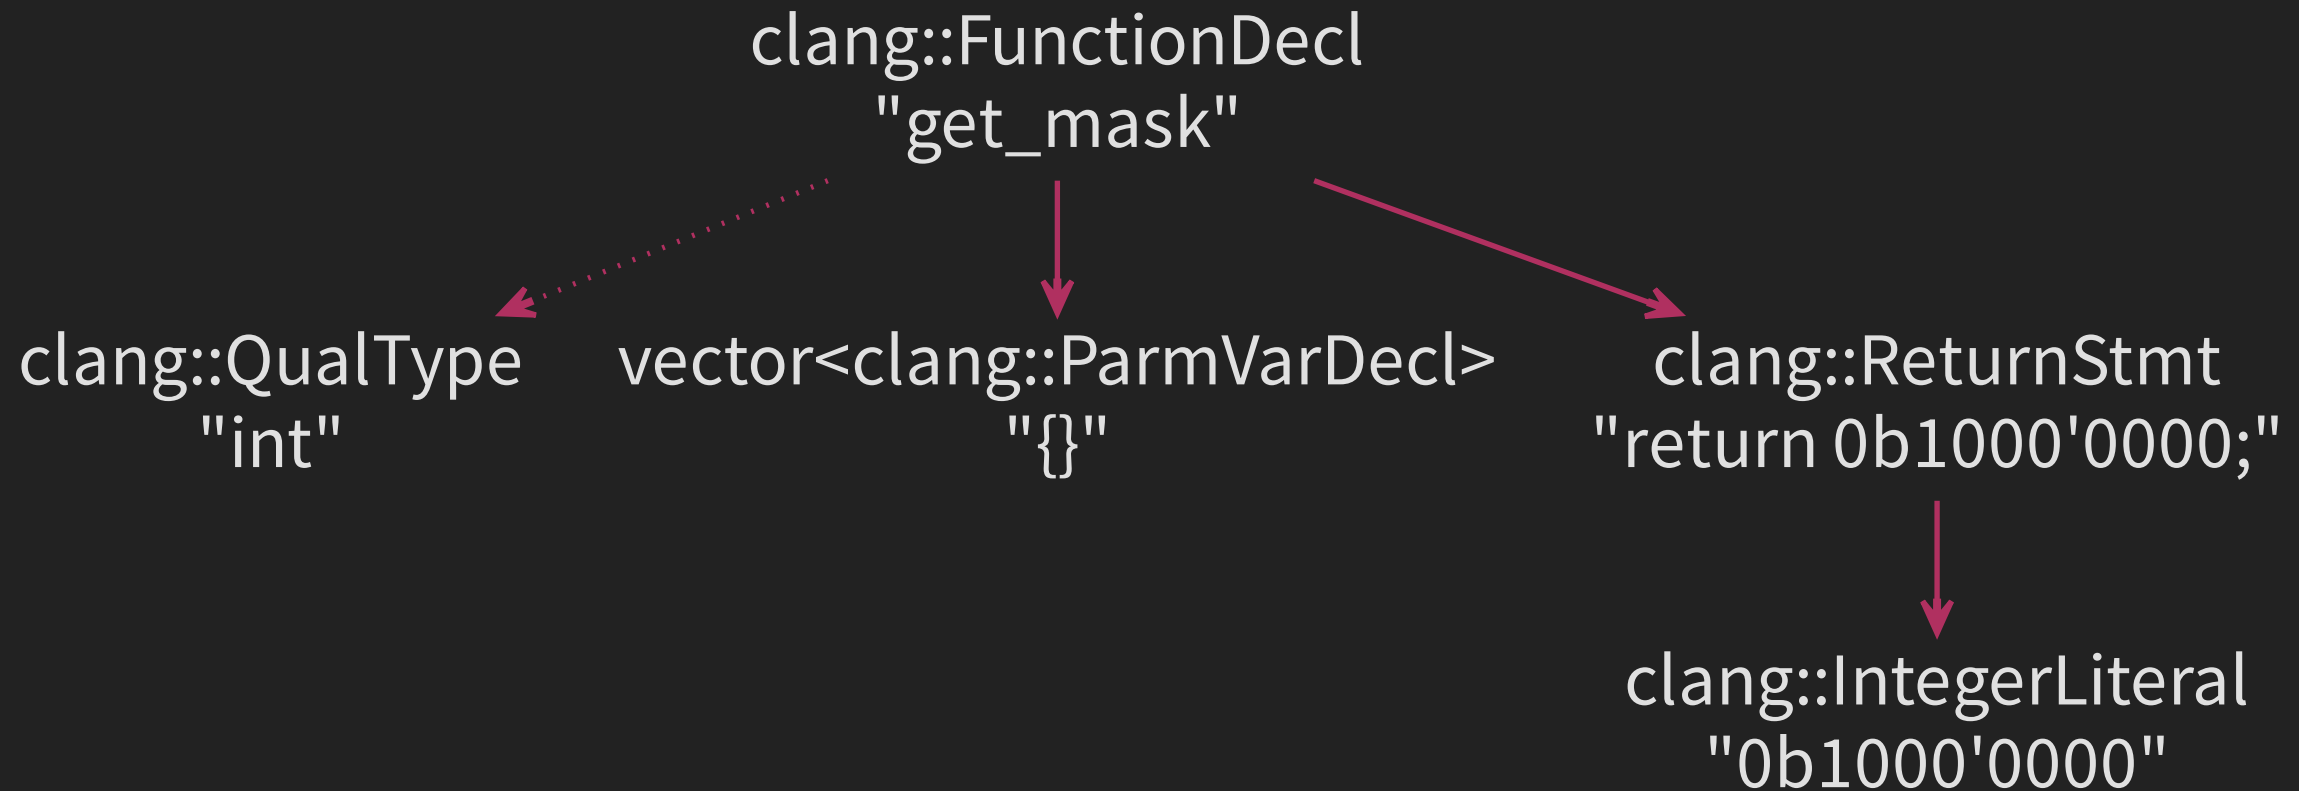 clang::FunctionDecl
"get_mask"
clang::QualType
"int"
vector<clang::ParmVarDecl>
"{}"
clang::ReturnStmt
"return 0b1000'0000;"
clang::IntegerLiteral
"0b1000'0000"